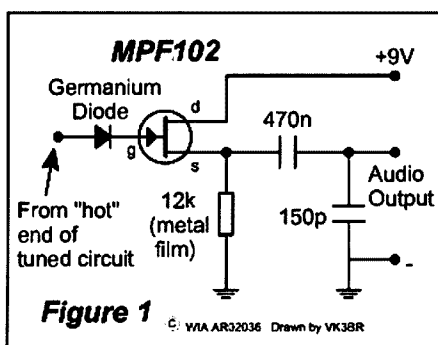 MPF102
+9V
Germanium
Diode
d
470n
g
s
From "hot"
end of
tuned circuit
12k
(metal
film)
150p
Audio
Output
-
Figure 1
© WIA AR32036 Drawn by VK3BR